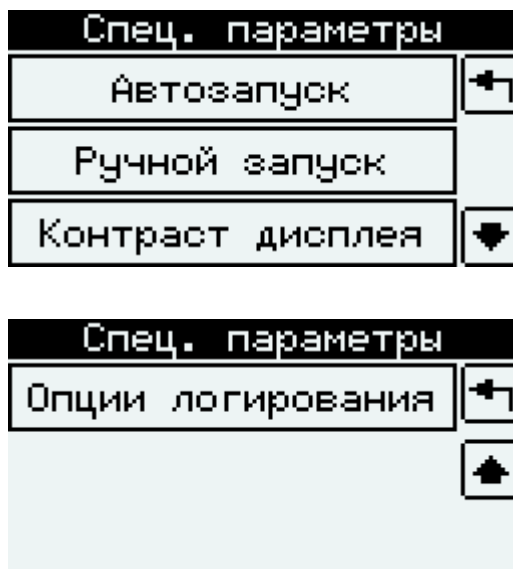 Спец. параметры
Автозапуск
Ручной запуск
Контраст дисплея
Спец. параметры
Опции логирования